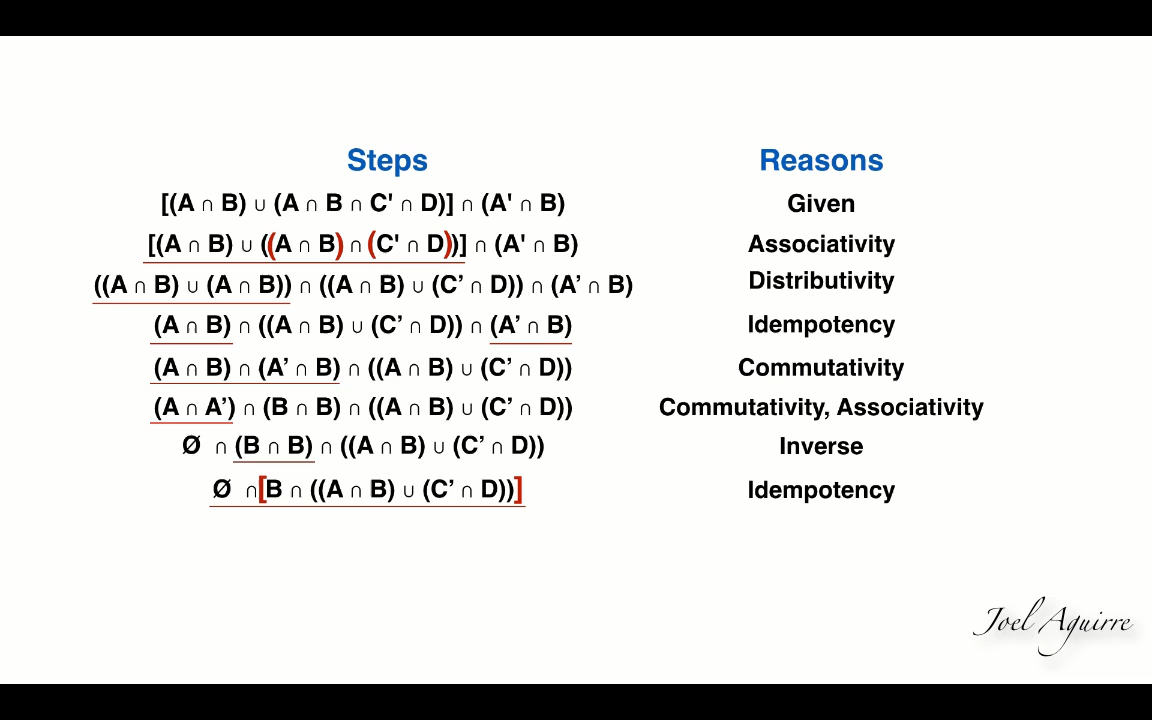 Steps Reasons
[(A ∩ B) ∪ (A ∩ B ∩ C' ∩ D)] ∩ (A' ∩ B) Given
[(A ∩ B) ∪ ((A ∩ B) ∩ (C' ∩ D))] ∩ (A' ∩ B) Associativity
((A ∩ B) ∪ (A ∩ B)) ∩ ((A ∩ B) ∪ (C’ ∩ D)) ∩ (A’ ∩ B) Distributivity
(A ∩ B) ∩ ((A ∩ B) ∪ (C’ ∩ D)) ∩ (A’ ∩ B) Idempotency
(A ∩ B) ∩ (A’ ∩ B) ∩ ((A ∩ B) ∪ (C’ ∩ D)) Commutativity
(A ∩ A’) ∩ (B ∩ B) ∩ ((A ∩ B) ∪ (C’ ∩ D)) Commutativity, Associativity
Ø ∩ (B ∩ B) ∩ ((A ∩ B) ∪ (C’ ∩ D)) Inverse
Ø ∩[B ∩ ((A ∩ B) ∪ (C’ ∩ D))] Idempotency
Joel Aguirre